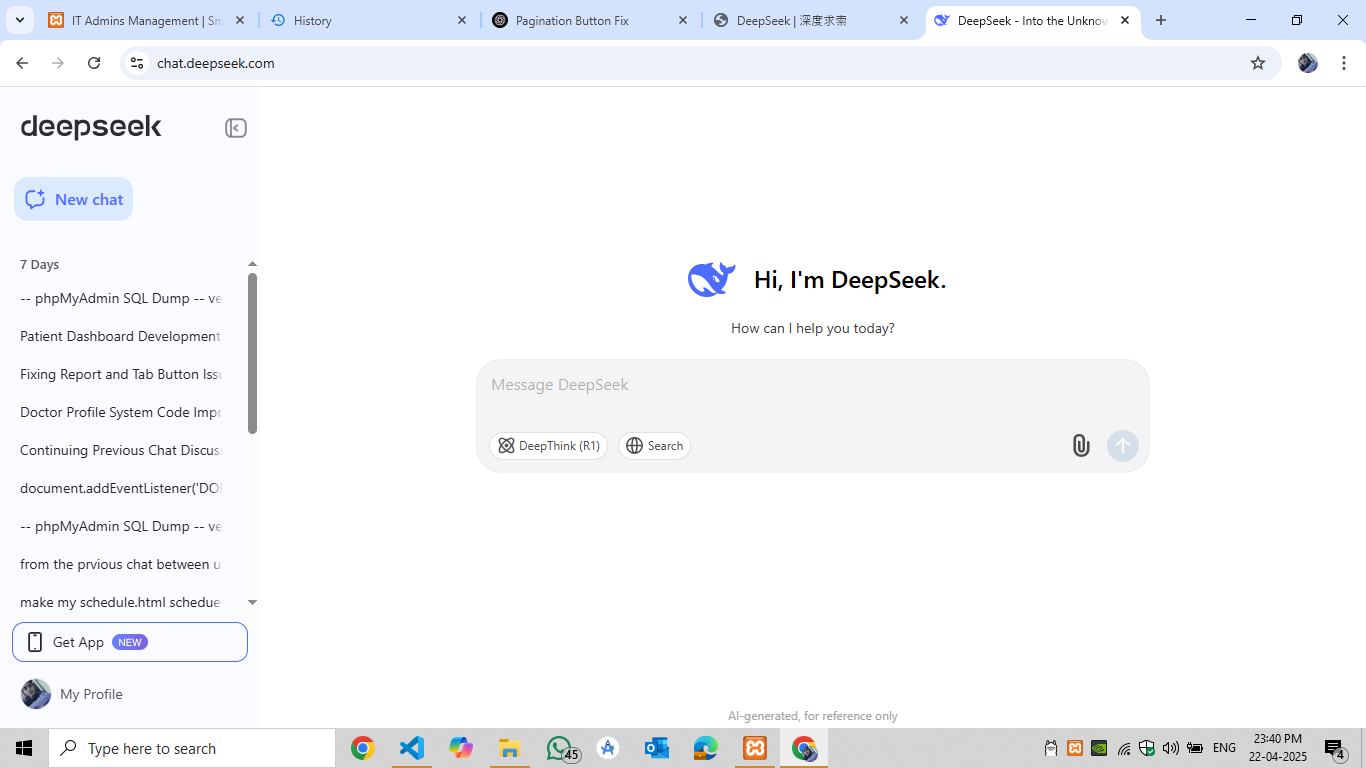 IT Admins Management | Sm
History
Pagination Button Fix
DeepSeek | 深度求索
DeepSeek - Into the Unknow
chat.deepseek.com
deepseek
New chat
7 Days
-- phpMyAdmin SQL Dump -- ve
Patient Dashboard Development
Fixing Report and Tab Button Issu
Doctor Profile System Code Impr
Continuing Previous Chat Discuss
document.addEventListener('DOM
-- phpMyAdmin SQL Dump -- ve
from the prvious chat between u
make my schedule.html schedue
Get App NEW
My Profile
Hi, I'm DeepSeek.
How can I help you today?
Message DeepSeek
DeepThink (R1) Search
AI-generated, for reference only
Type here to search
45
ENG
23:40 PM
22-04-2025
4